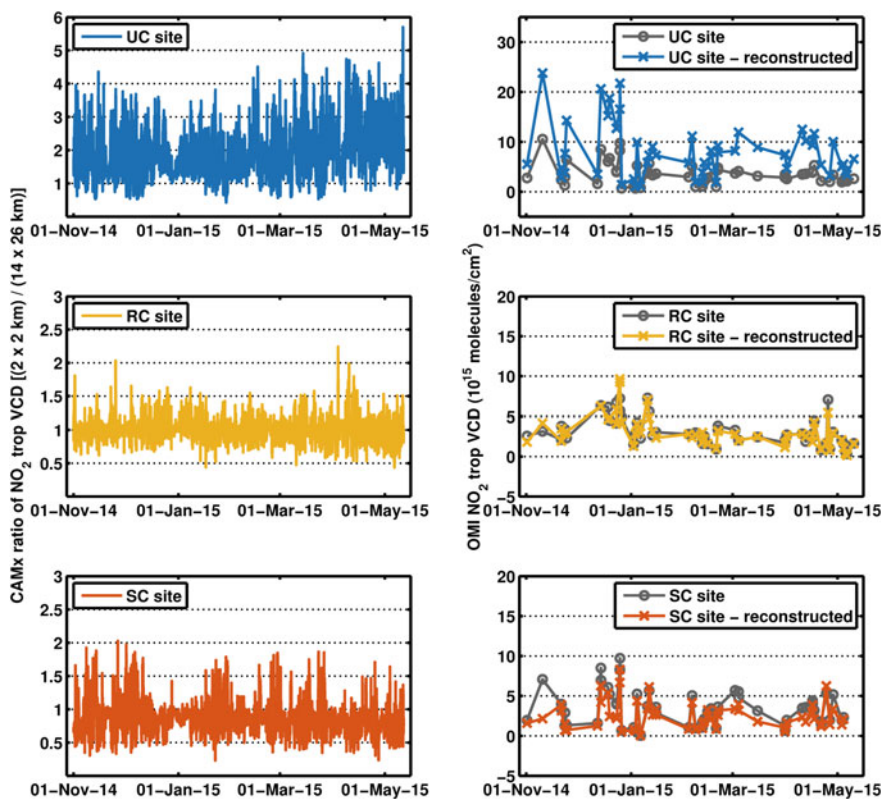 CAMx ratio of NO2 trop VCD [(2 x 2 km) / (14 x 26 km)]
6
5
4
3
2
1
UC site
01-Nov-14 01-Jan-15 01-Mar-15 01-May-15
3
2.5
2
1.5
1
0.5
RC site
01-Nov-14 01-Jan-15 01-Mar-15 01-May-15
3
2.5
2
1.5
1
0.5
SC site
01-Nov-14 01-Jan-15 01-Mar-15 01-May-15
OMI NO2 trop VCD (10^15 molecules/cm^2)
30
20
10
0
UC site
UC site - reconstructed
01-Nov-14 01-Jan-15 01-Mar-15 01-May-15
20
15
10
5
0
-5
RC site
RC site - reconstructed
01-Nov-14 01-Jan-15 01-Mar-15 01-May-15
20
15
10
5
0
-5
SC site
SC site - reconstructed
01-Nov-14 01-Jan-15 01-Mar-15 01-May-15